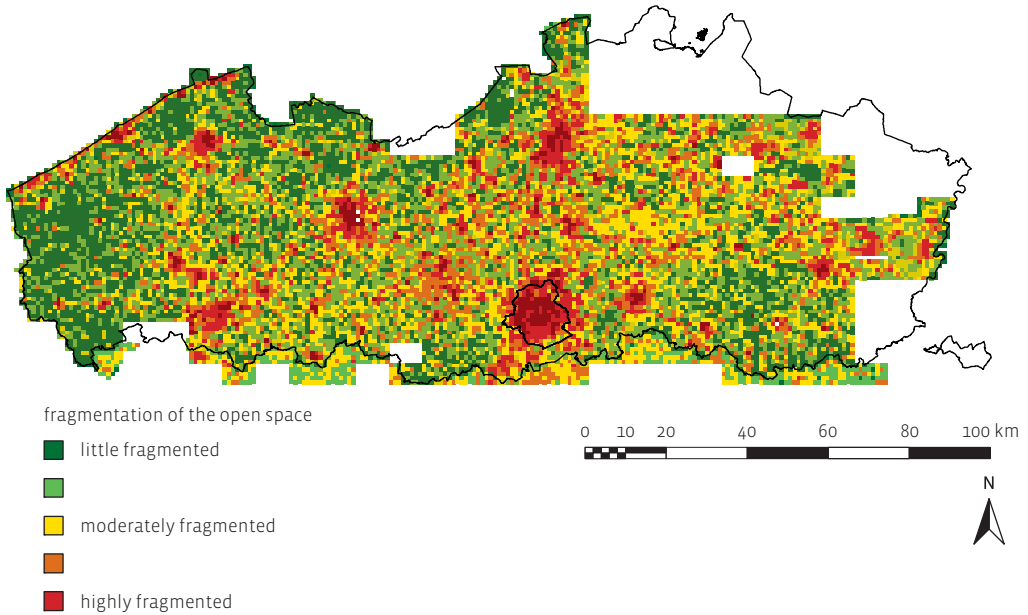 fragmentation of the open space
little fragmented
moderately fragmented
highly fragmented
0 10 20 40 60 80 100 km
N